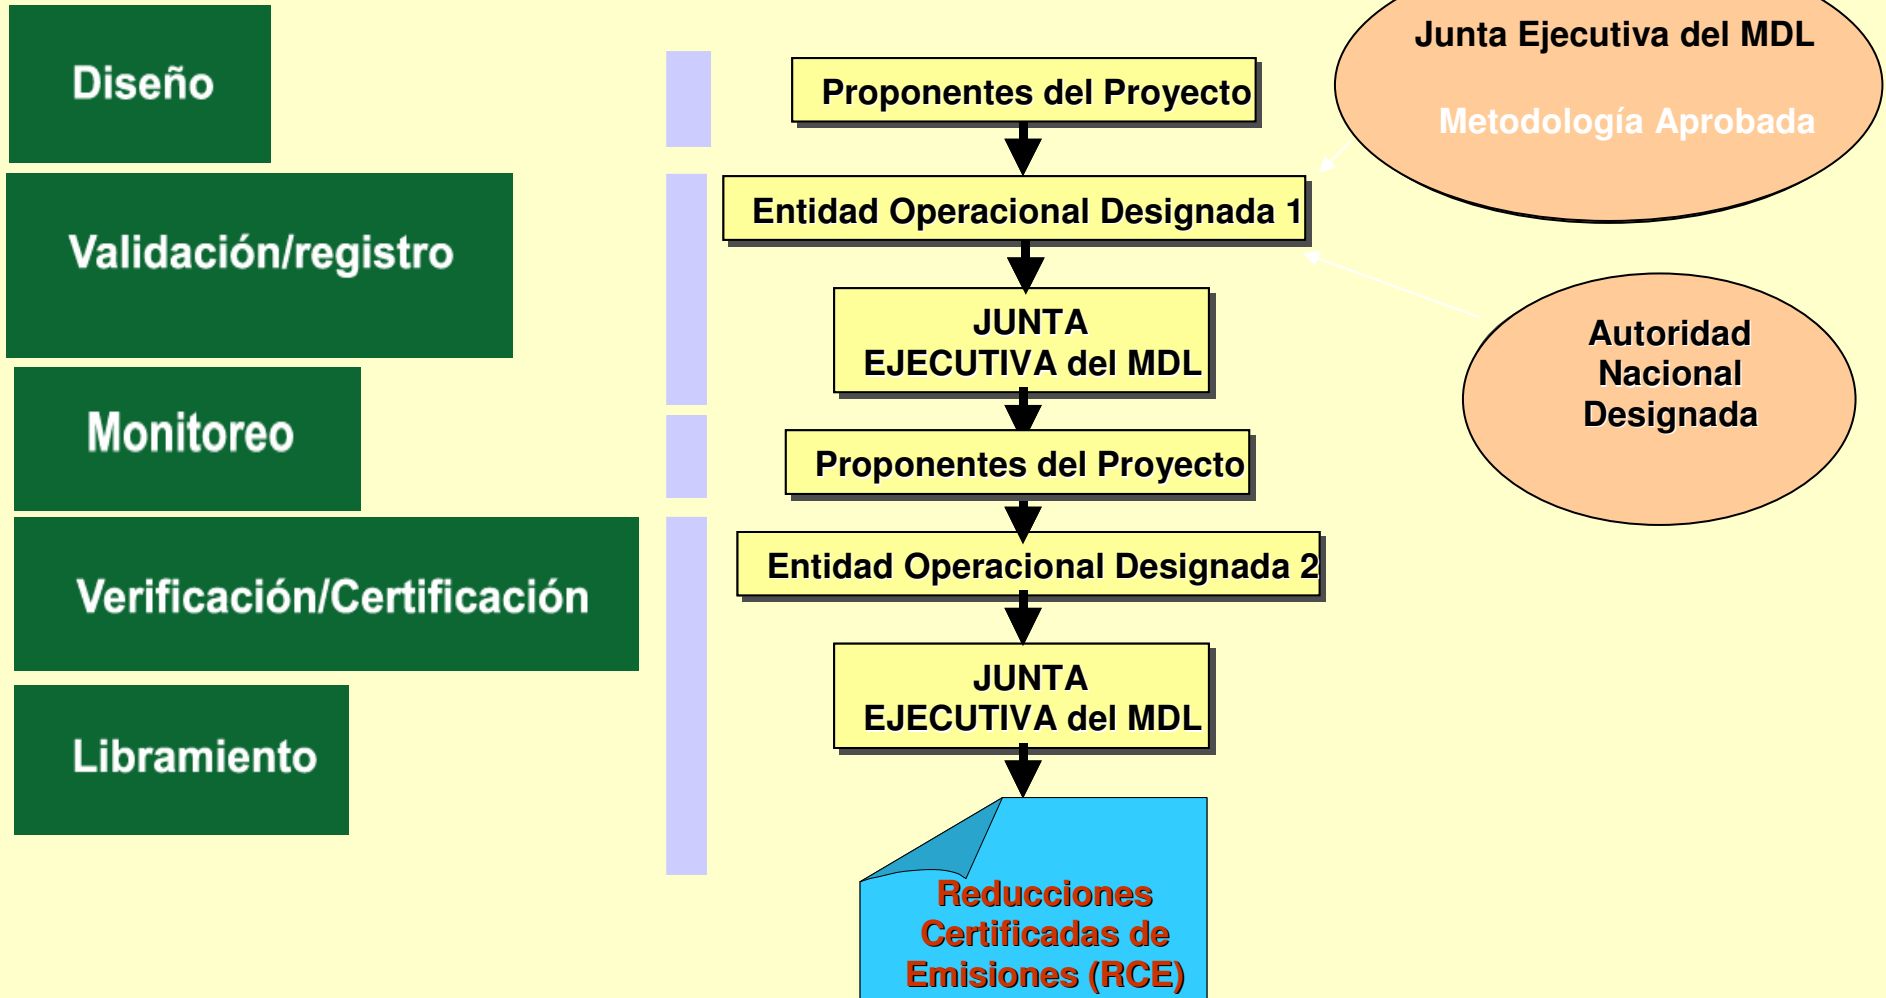 Diseño
Validación/registro
Monitoreo
Verificación/Certificación
Libramiento
Proponentes del Proyecto
Entidad Operacional Designada 1
JUNTA
EJECUTIVA del MDL
Proponentes del Proyecto
Entidad Operacional Designada 2
JUNTA
EJECUTIVA del MDL
Reducciones
Certificadas de
Emisiones (RCE)
Junta Ejecutiva del MDL
Metodología Aprobada
Autoridad
Nacional
Designada